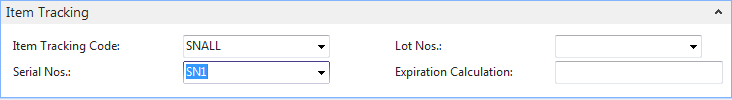 Item Tracking
Item Tracking Code: SNALL Lot Nos.:
Serial Nos.: SN1 Expiration Calculation: